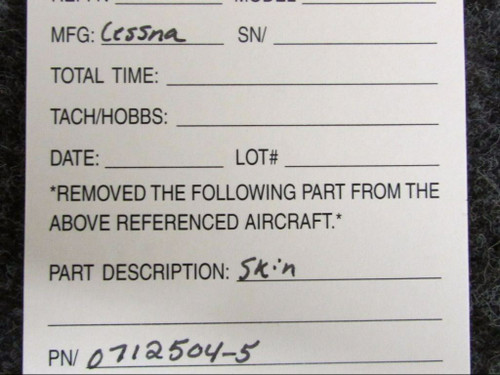 MFG: Cessna SN/
TOTAL TIME:
TACH/HOBBS:
DATE: LOT#
*REMOVED THE FOLLOWING PART FROM THE
ABOVE REFERENCED AIRCRAFT.*
PART DESCRIPTION: Skin
PN/ 0712504-5